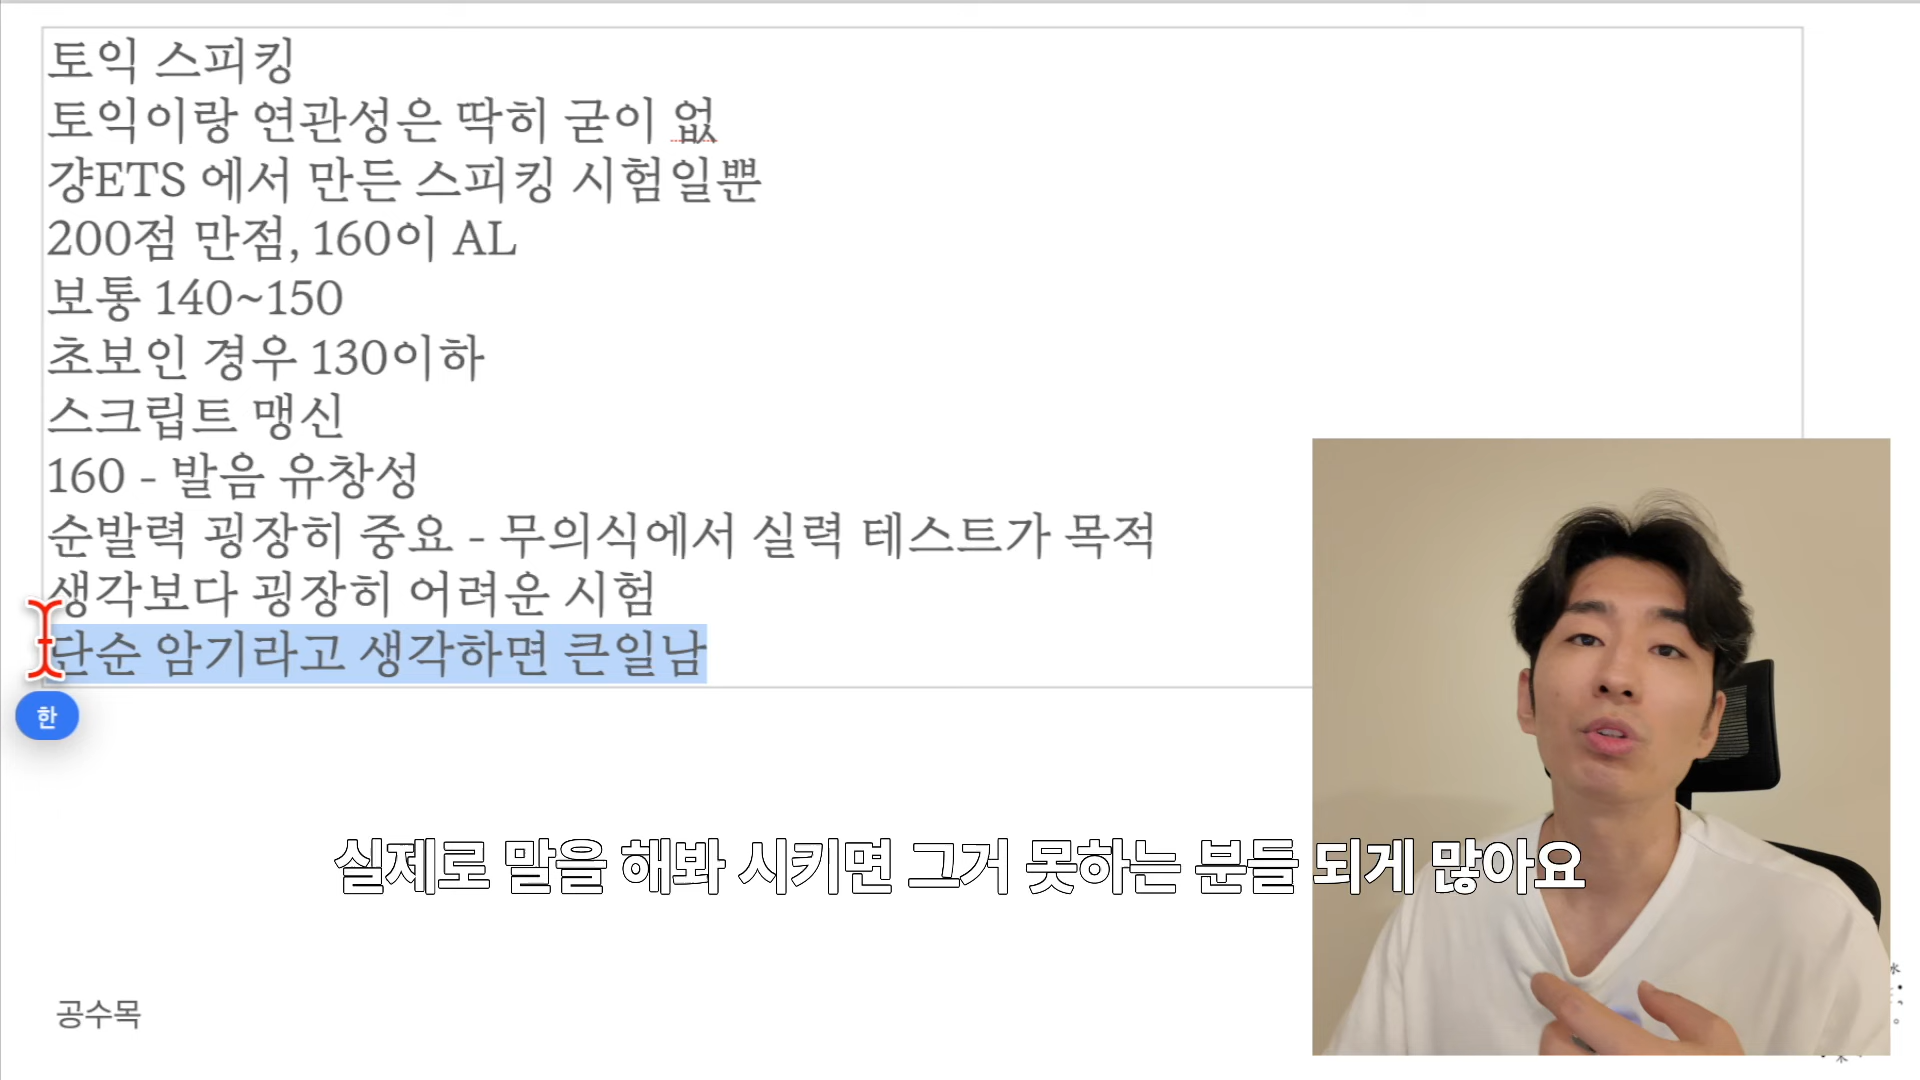 토익 스피킹
토익이랑 연관성은 딱히 굳이 없
걍ETS 에서 만든 스피킹 시험일뿐
200점 만점, 160이 AL
보통 140~150
초보인 경우 130이하
스크립트 맹신
160 - 발음 유창성
순발력 굉장히 중요 - 무의식에서 실력 테스트가 목적
생각보다 굉장히 어려운 시험
단순 암기라고 생각하면 큰일남
한
실제로 말을 해봐 시키면 그거 못하는 분들 되게 많아요
공수목